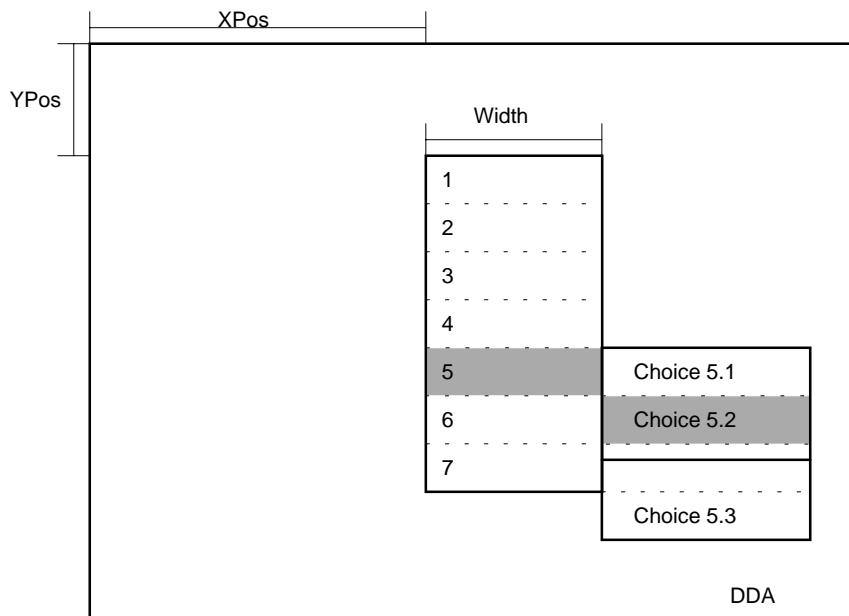 XPos
YPos
Width
1
2
3
4
5
Choice 5.1
6
Choice 5.2
7
Choice 5.3
DDA